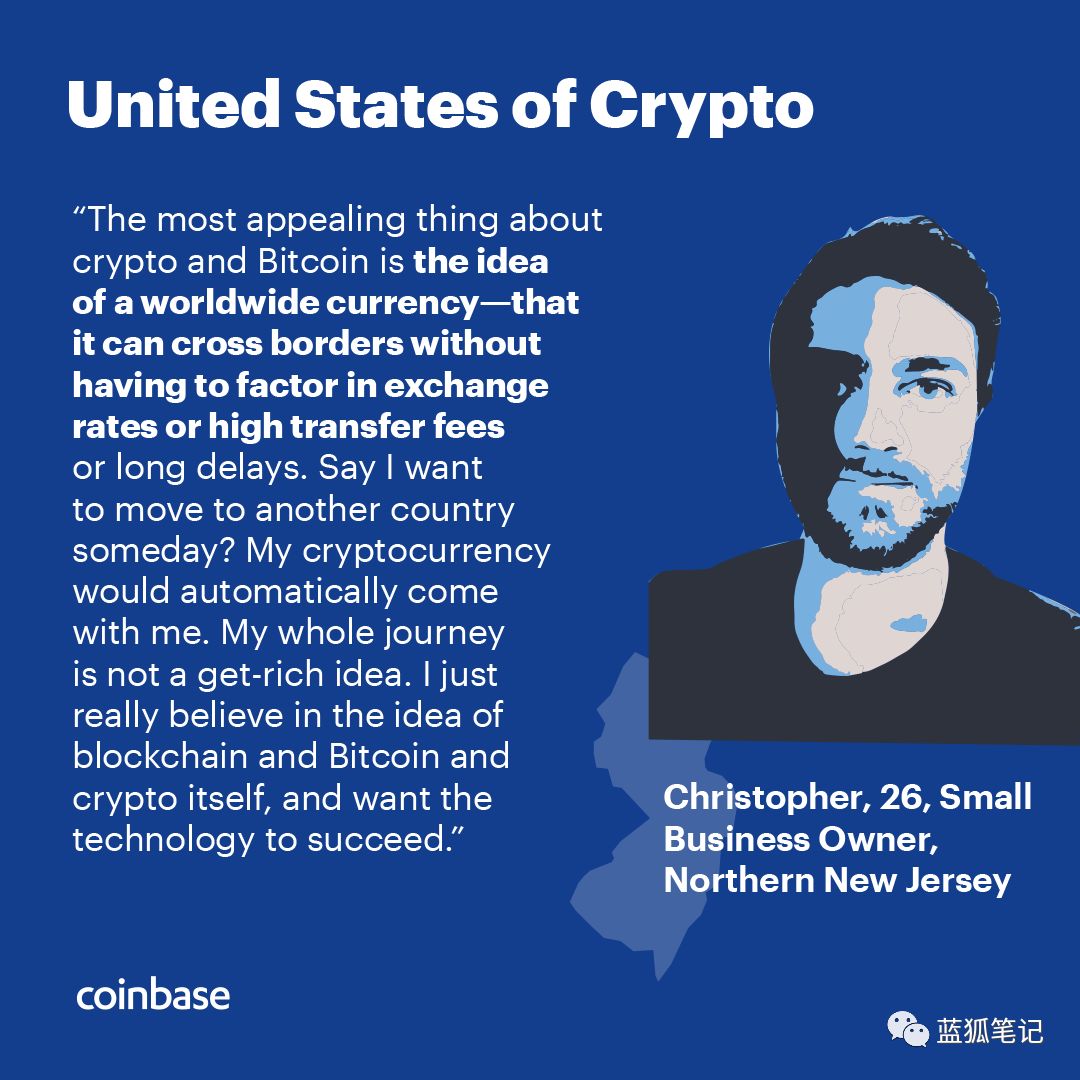 United States of Crypto
“The most appealing thing about
crypto and Bitcoin is the idea
of a worldwide currency—that
it can cross borders without
having to factor in exchange
rates or high transfer fees
or long delays. Say I want
to move to another country
someday? My cryptocurrency
would automatically come
with me. My whole journey
is not a get-rich idea. I just
really believe in the idea of
blockchain and Bitcoin and
crypto itself, and want the
technology to succeed.”
Christopher, 26, Small
Business Owner,
Northern New Jersey
coinbase
蓝狐笔记